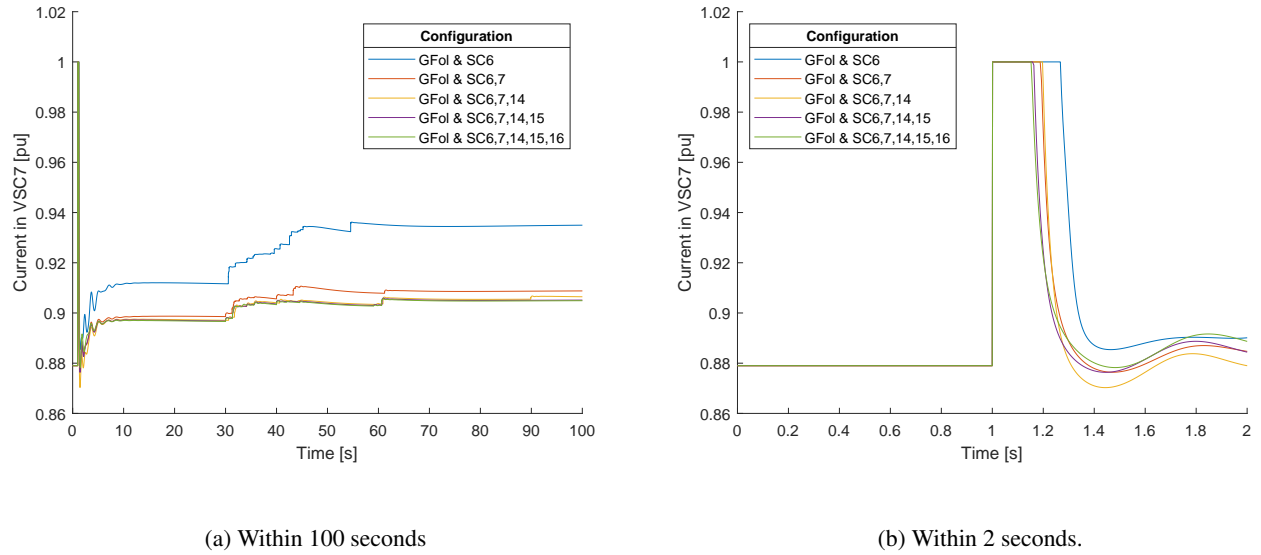 1.02
1
0.98
0.96
0.94
0.92
0.9
0.88
0.86
Current in VSC7 [pu]
0 10 20 30 40 50 60 70 80 90 100
Time [s]
Configuration
GFol & SC6
GFol & SC6,7
GFol & SC6,7,14
GFol & SC6,7,14,15
GFol & SC6,7,14,15,16
(a) Within 100 seconds
1.02
1
0.98
0.96
0.94
0.92
0.9
0.88
0.86
Current in VSC7 [pu]
0 0.2 0.4 0.6 0.8 1 1.2 1.4 1.6 1.8 2
Time [s]
Configuration
GFol & SC6
GFol & SC6,7
GFol & SC6,7,14
GFol & SC6,7,14,15
GFol & SC6,7,14,15,16
(b) Within 2 seconds.